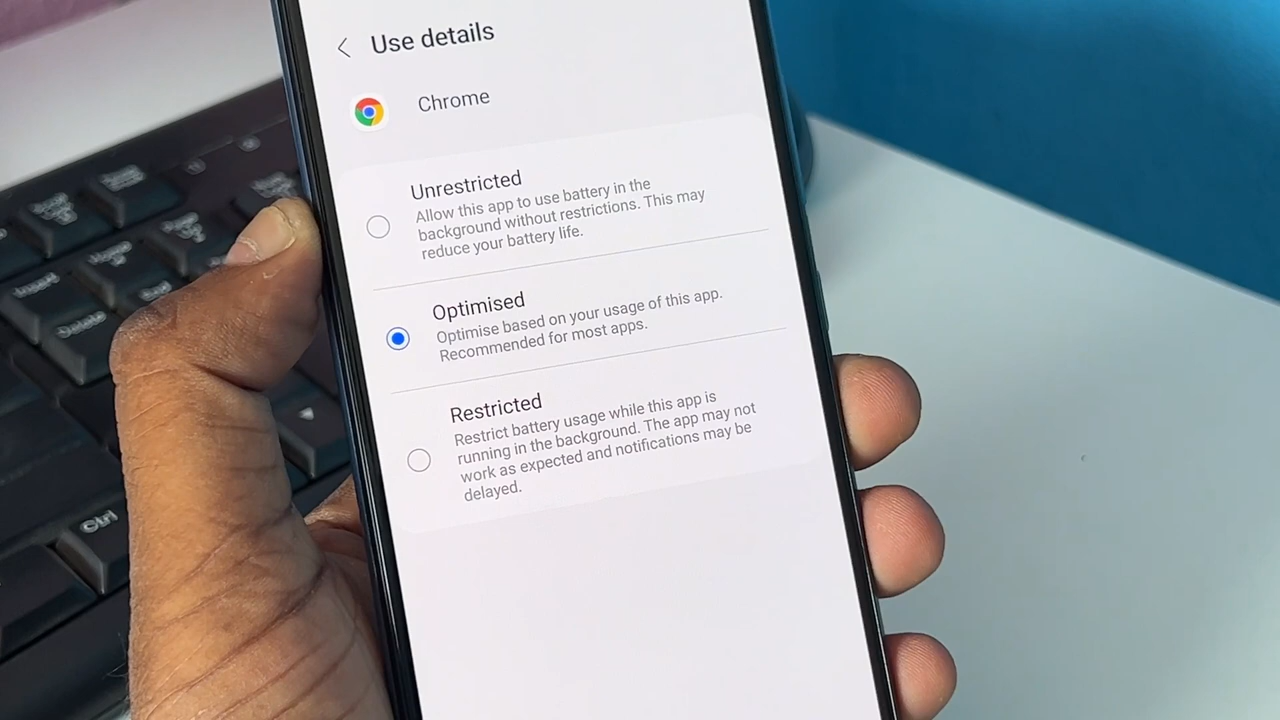 Use details
Chrome
Unrestricted
Allow this app to use battery in the
background without restrictions. This may
reduce your battery life.
Optimised
Optimise based on your usage of this app.
Recommended for most apps.
Restricted
Restrict battery usage while this app is
running in the background. The app may not
work as expected and notifications may be
delayed.
Insert
Delete
Ctrl